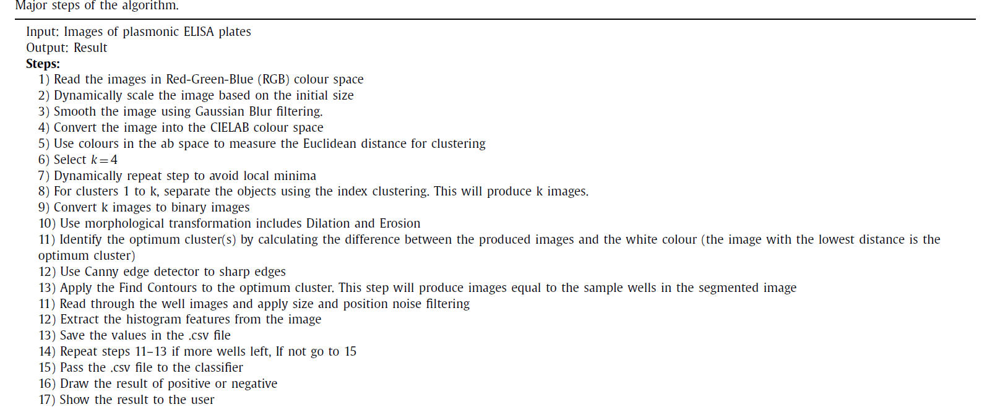 Major steps of the algorithm.
Input: Images of plasmonic ELISA plates
Output: Result
Steps:
1) Read the images in Red-Green-Blue (RGB) colour space
2) Dynamically scale the image based on the initial size
3) Smooth the image using Gaussian Blur filtering.
4) Convert the image into the CIELAB colour space
5) Use colours in the ab space to measure the Euclidean distance for clustering
6) Select k = 4
7) Dynamically repeat step to avoid local minima
8) For clusters 1 to k, separate the objects using the index clustering. This will produce k images.
9) Convert k images to binary images
10) Use morphological transformation includes Dilation and Erosion
11) Identify the optimum cluster(s) by calculating the difference between the produced images and the white colour (the image with the lowest distance is the
optimum cluster)
12) Use Canny edge detector to sharp edges
13) Apply the Find Contours to the optimum cluster. This step will produce images equal to the sample wells in the segmented image
11) Read through the well images and apply size and position noise filtering
12) Extract the histogram features from the image
13) Save the values in the .csv file
14) Repeat steps 11–13 if more wells left, If not go to 15
15) Pass the .csv file to the classifier
16) Draw the result of positive or negative
17) Show the result to the user